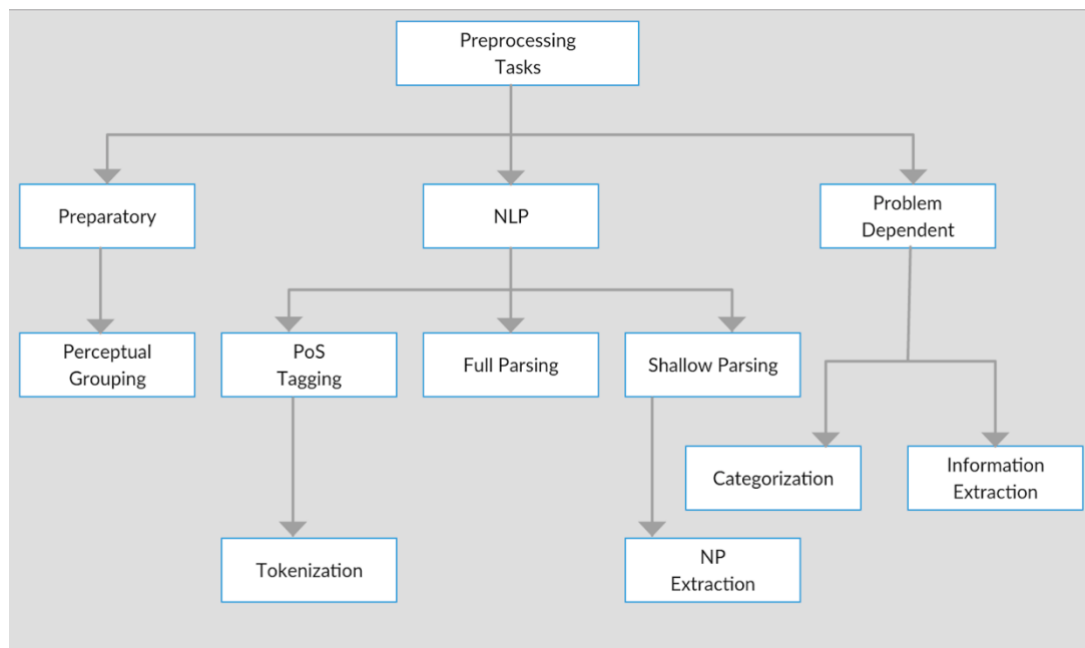 Preprocessing
Tasks
Preparatory
NLP
Problem
Dependent
Perceptual
Grouping
PoS
Tagging
Full Parsing
Shallow Parsing
Categorization
Information
Extraction
Tokenization
NP
Extraction